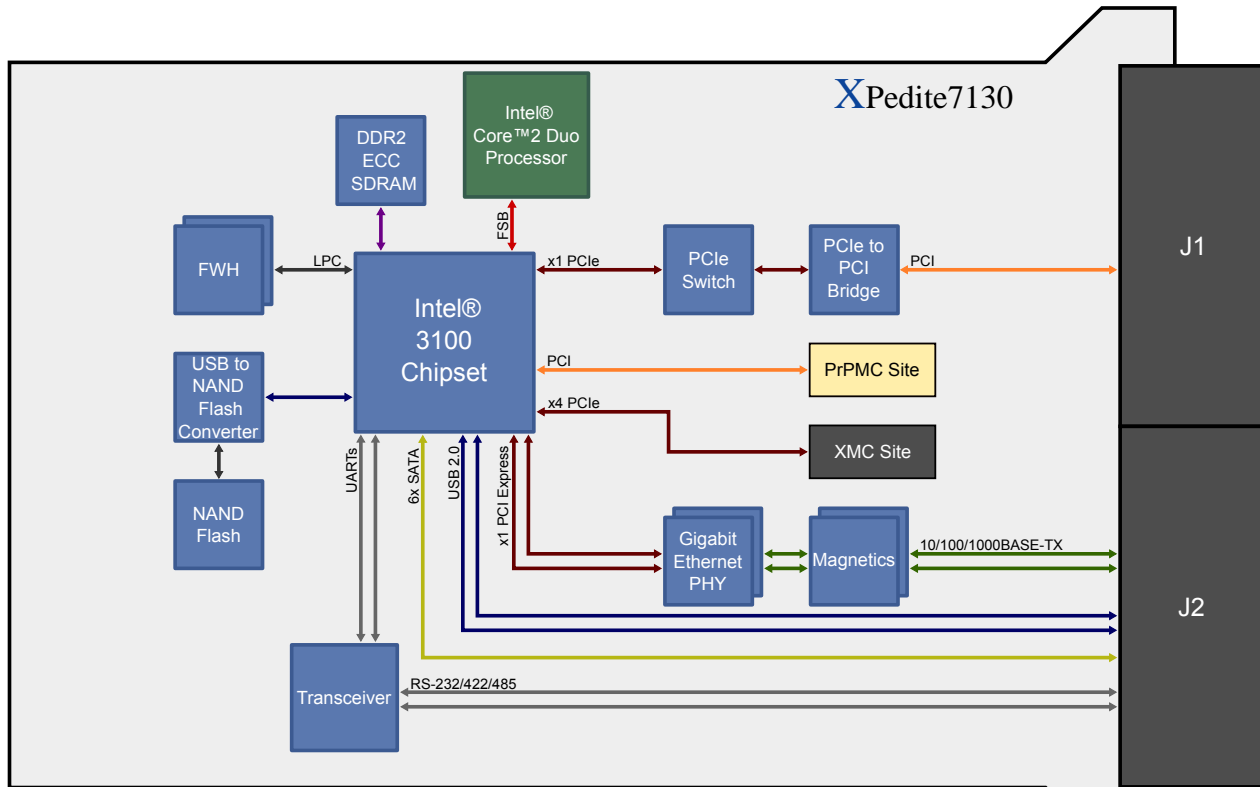 XPedite7130
Intel®
Core™2 Duo
Processor
DDR2
ECC
SDRAM
FSB
FWH
LPC
x1 PCIe
PCIe
Switch
PCIe to
PCI
Bridge
PCI
J1
Intel®
3100
Chipset
PCI
PrPMC Site
USB to
NAND
Flash
Converter
x4 PCIe
XMC Site
UARTs
6x SATA
USB 2.0
x1 PCI Express
NAND
Flash
Gigabit
Ethernet
PHY
Magnetics
10/100/1000BASE-TX
J2
Transceiver
RS-232/422/485